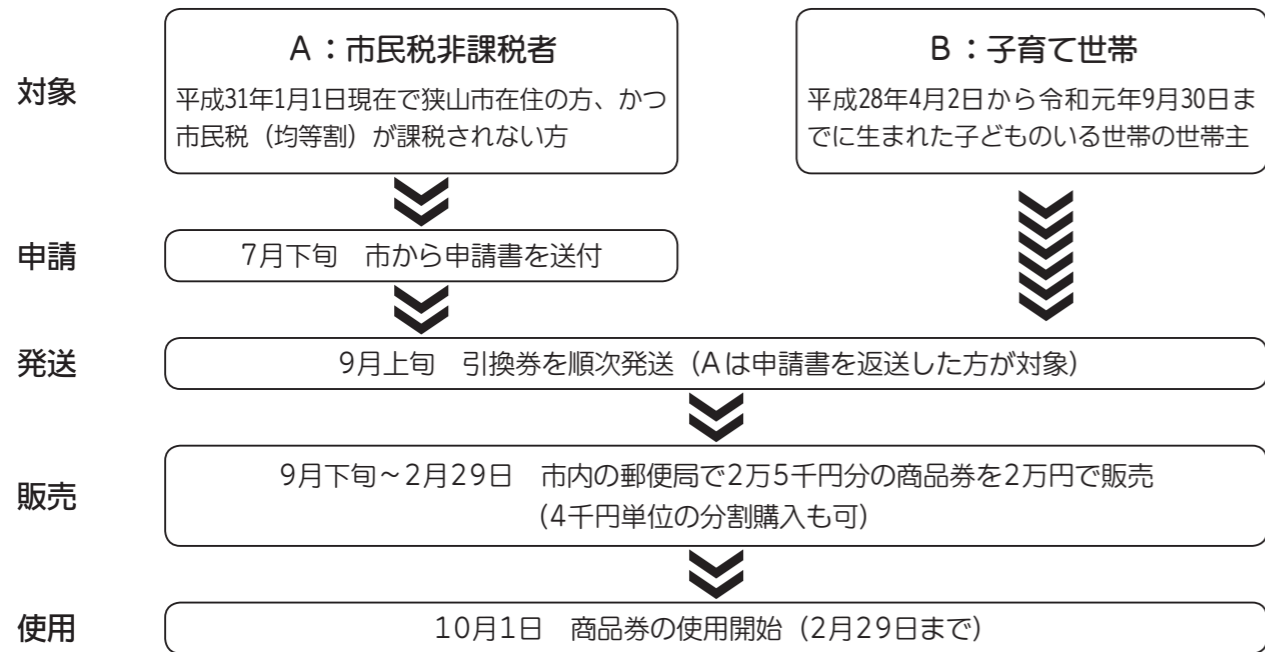 対象
A：市民税非課税者
平成31年1月1日現在で狭山市在住の方、かつ
市民税（均等割）が課税されない方
B：子育て世帯
平成28年4月2日から令和元年9月30日ま
でに生まれた子どものいる世帯の世帯主
申請
7月下旬　市から申請書を送付
発送
9月上旬　引換券を順次発送（Aは申請書を返送した方が対象）
販売
9月下旬～2月29日　市内の郵便局で2万5千円分の商品券を2万円で販売
（4千円単位の分割購入も可）
使用
10月1日　商品券の使用開始（2月29日まで）